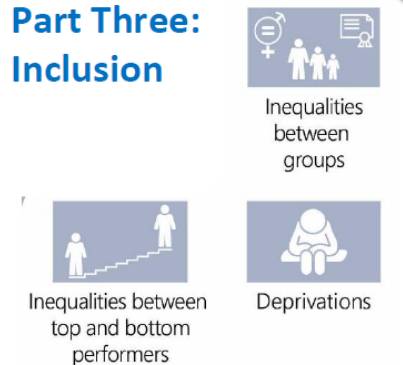 Part Three:
Inclusion
Inequalities
between
groups
Inequalities between
top and bottom
performers
Deprivations